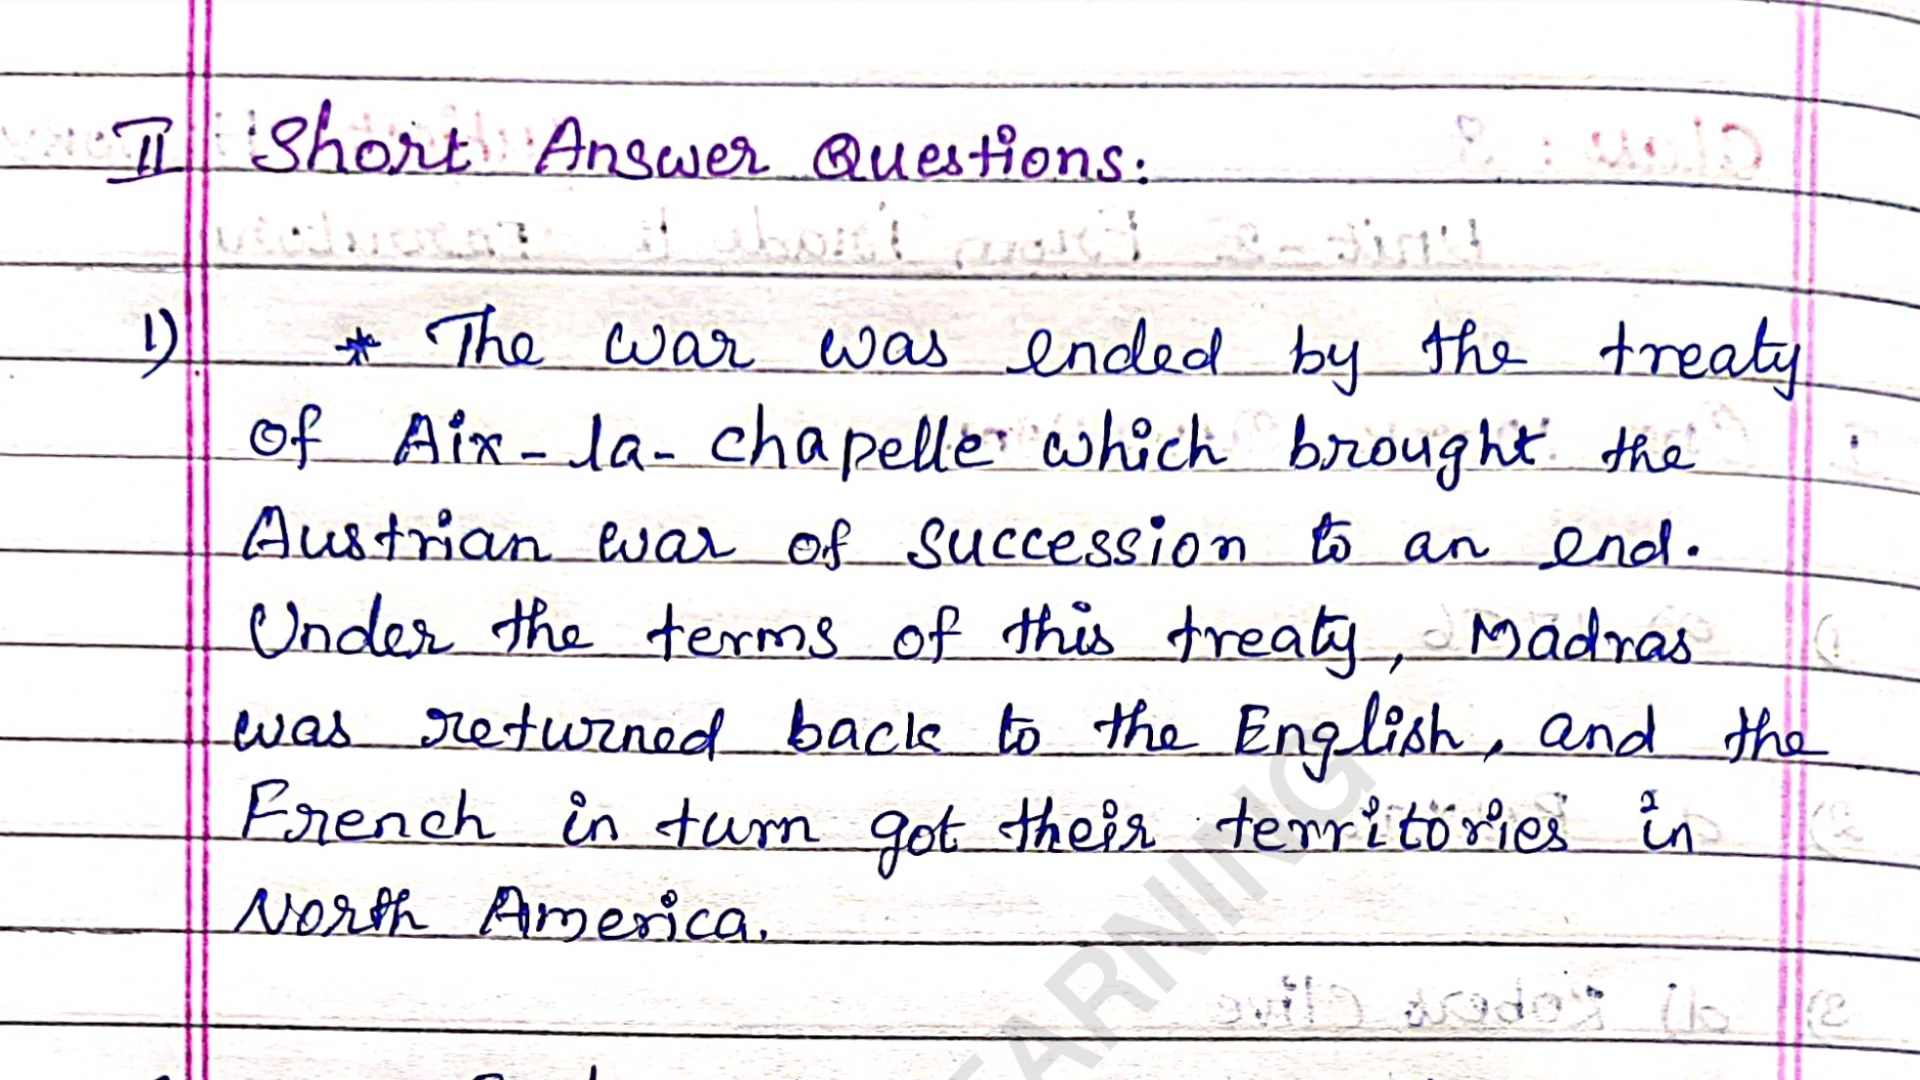 II Short Answer Questions:
1) * The war was ended by the treaty
of Aix-la-chapelle which brought the
Austrian war of succession to an end.
Under the terms of this treaty, Madras
was returned back to the English, and the
French in turn got their territories in
North America.
EARNING